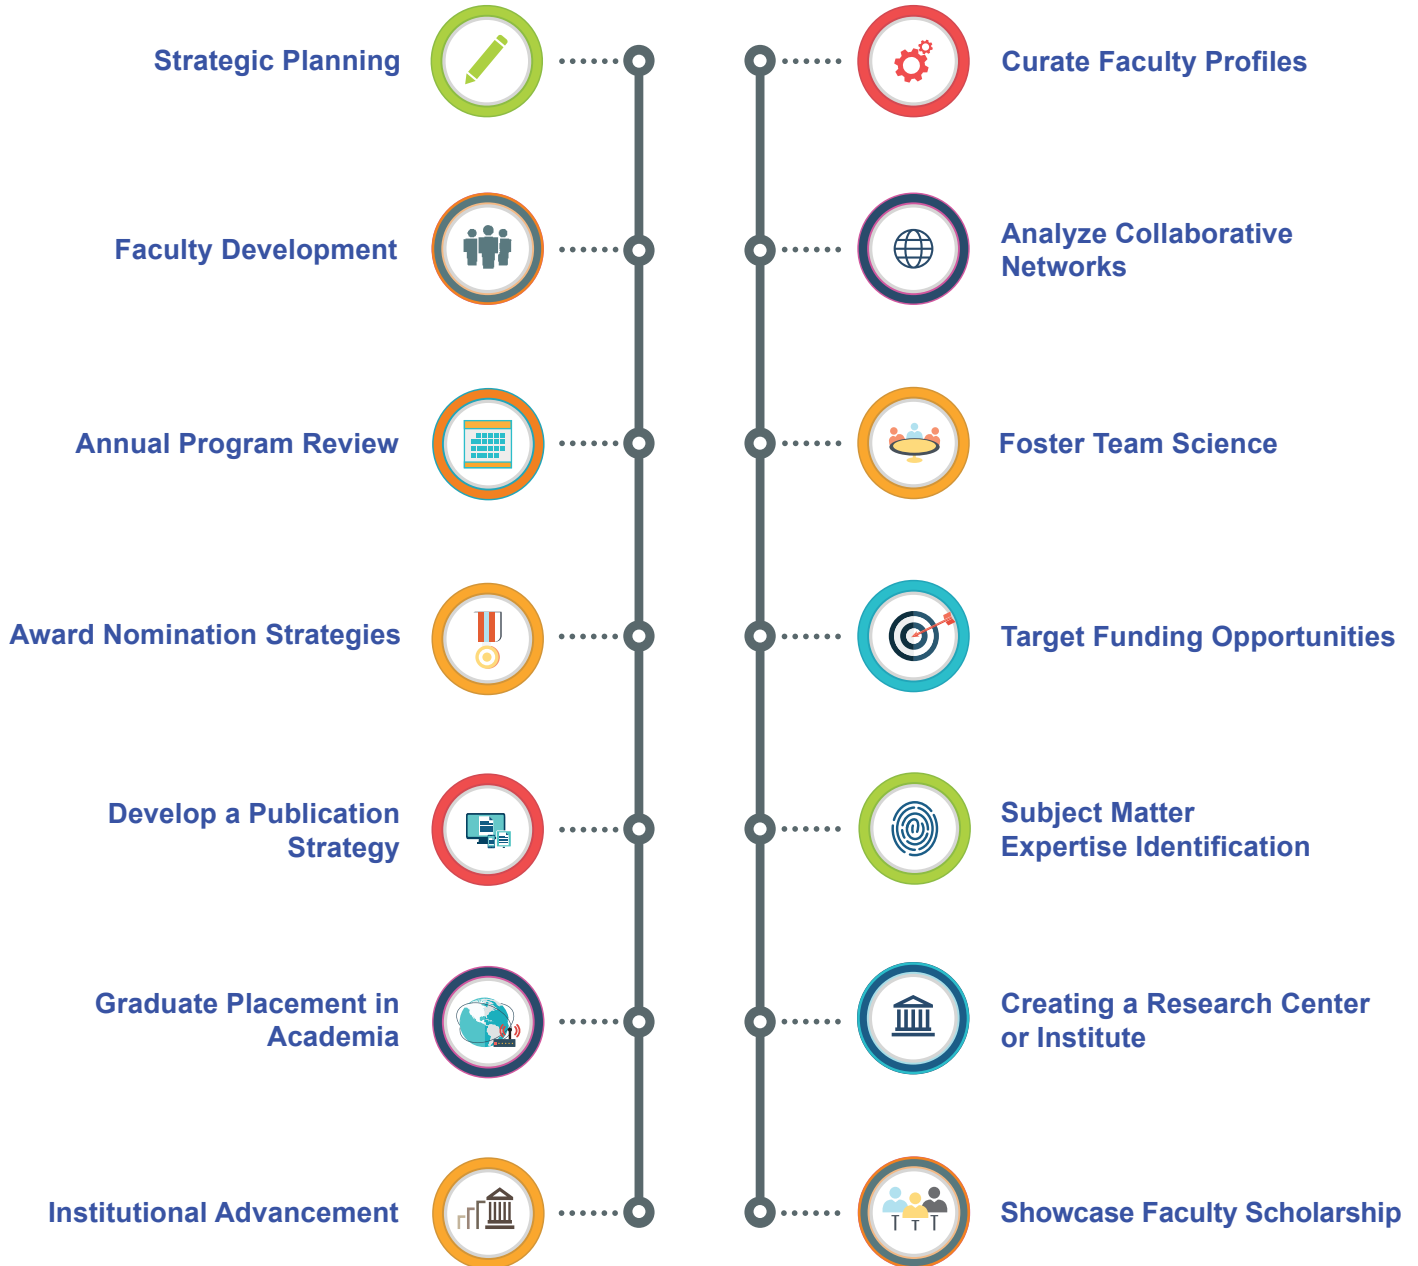 Strategic Planning
Faculty Development
Annual Program Review
Award Nomination Strategies
Develop a Publication
Strategy
Graduate Placement in
Academia
Institutional Advancement
Curate Faculty Profiles
Analyze Collaborative
Networks
Foster Team Science
Target Funding Opportunities
Subject Matter
Expertise Identification
Creating a Research Center
or Institute
Showcase Faculty Scholarship